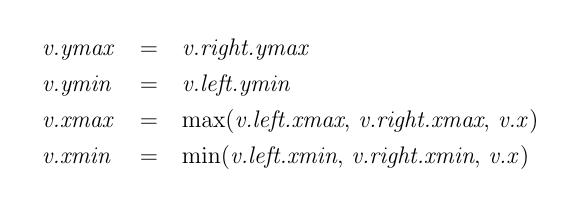 v.ymax = v.right.ymax
v.ymin = v.left.ymin
v.xmax = max(v.left.xmax, v.right.xmax, v.x)
v.xmin = min(v.left.xmin, v.right.xmin, v.x)